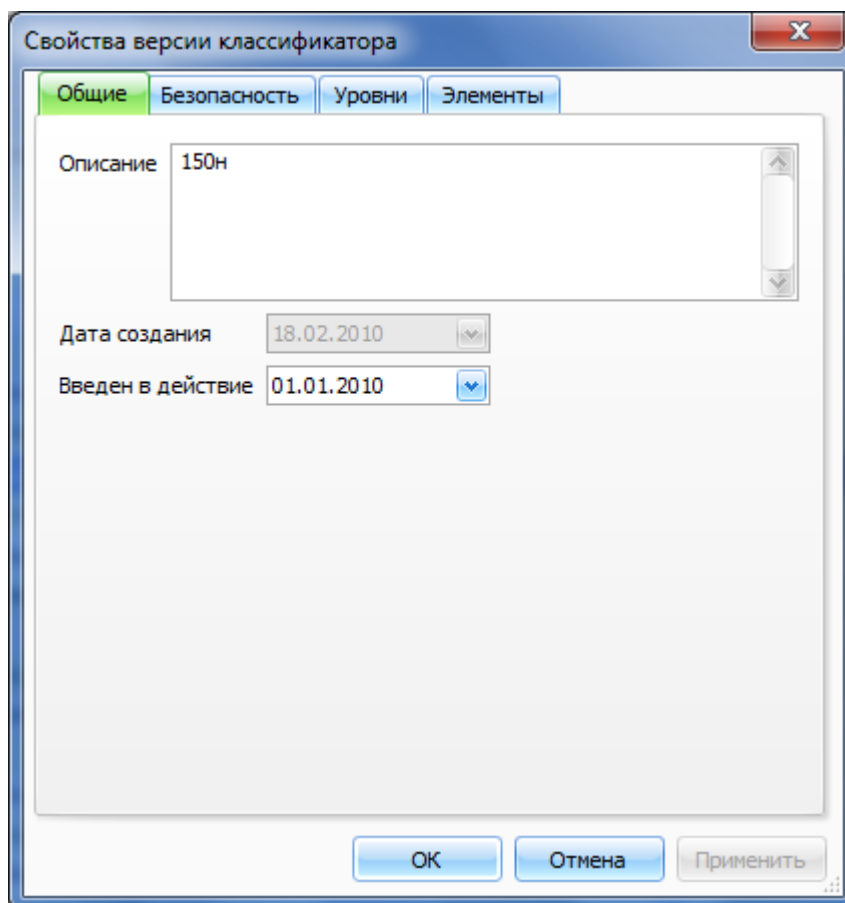 Свойства версии классификатора
Общие Безопасность Уровни Элементы
Описание 150н
Дата создания 18.02.2010
Введен в действие 01.01.2010
ОК Отмена Применить